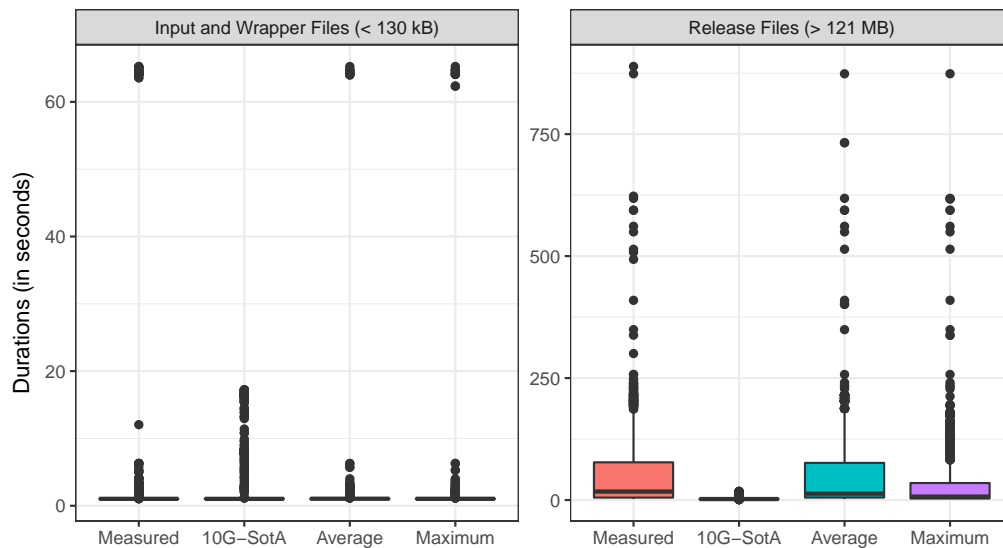 Input and Wrapper Files (< 130 kB)
Release Files (> 121 MB)
Durations (in seconds)
60
40
20
0
750
500
250
0
Measured 10G−SotA Average Maximum
Measured 10G−SotA Average Maximum